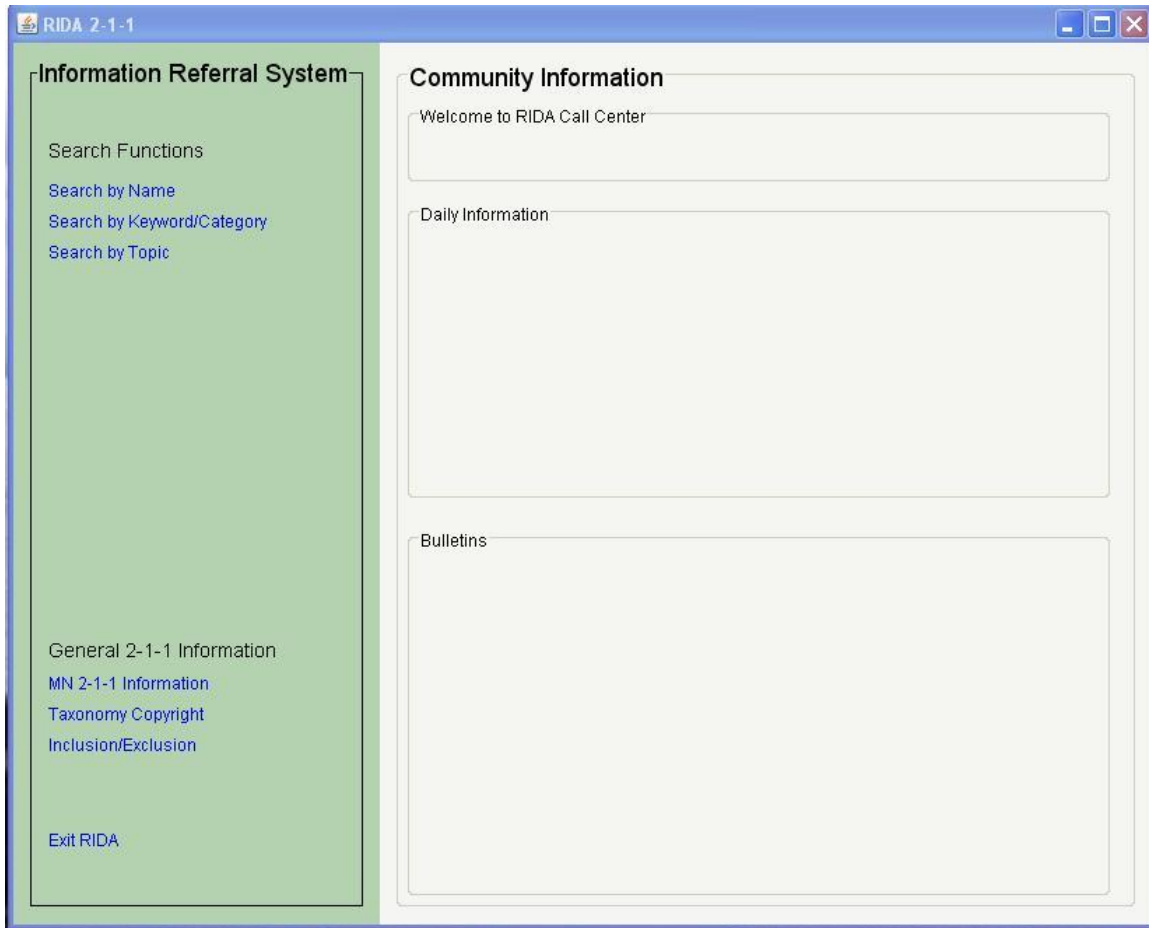 RIDA 2-1-1
Information Referral System
Search Functions
Search by Name
Search by Keyword/Category
Search by Topic
General 2-1-1 Information
MN 2-1-1 Information
Taxonomy Copyright
Inclusion/Exclusion
Exit RIDA
Community Information
Welcome to RIDA Call Center
Daily Information
Bulletins